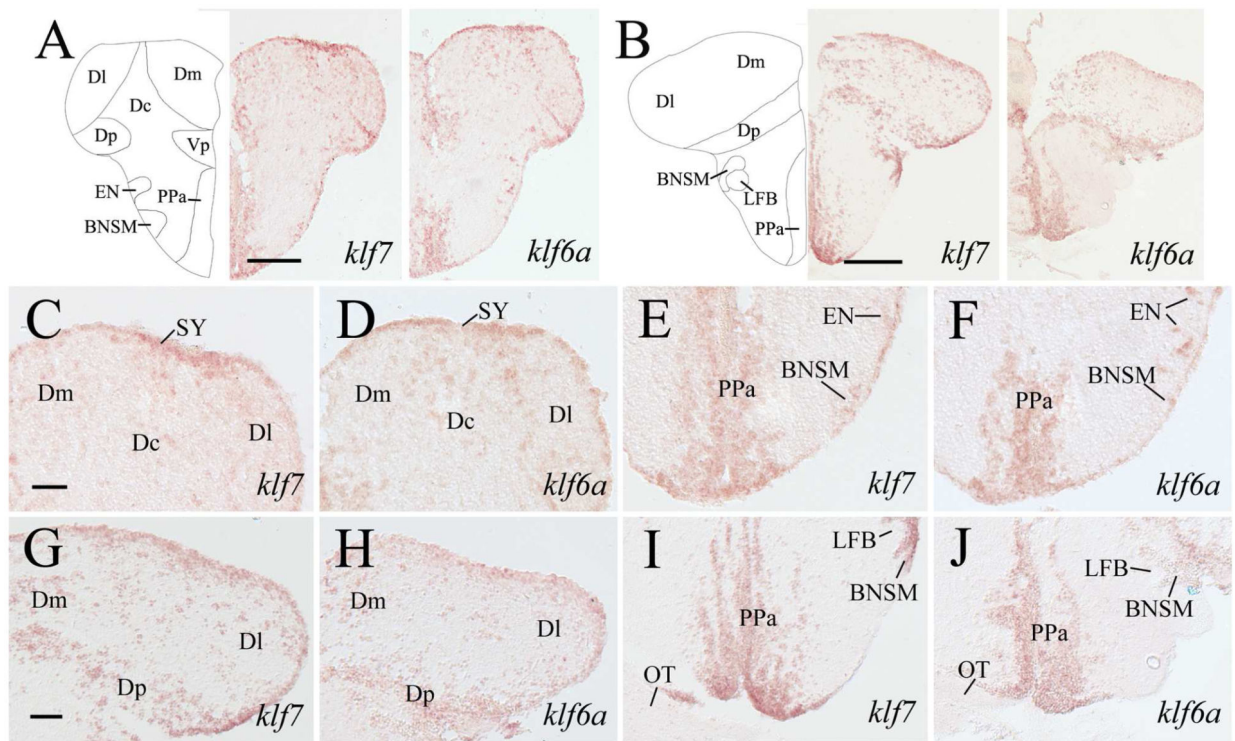 A
Dl
Dm
Dc
Dp
Vp
EN
PPa
BNSM
klf7
klf6a
B
Dm
Dl
Dp
BNSM
LFB
PPa
klf7
klf6a
C
SY
Dm
Dc
Dl
klf7
D
SY
Dm
Dc
Dl
klf6a
E
EN
BNSM
PPa
klf7
F
EN
BNSM
PPa
klf6a
G
Dm
Dl
Dp
klf7
H
Dm
Dl
Dp
klf6a
I
LFB
BNSM
PPa
OT
klf7
J
LFB
BNSM
PPa
OT
klf6a